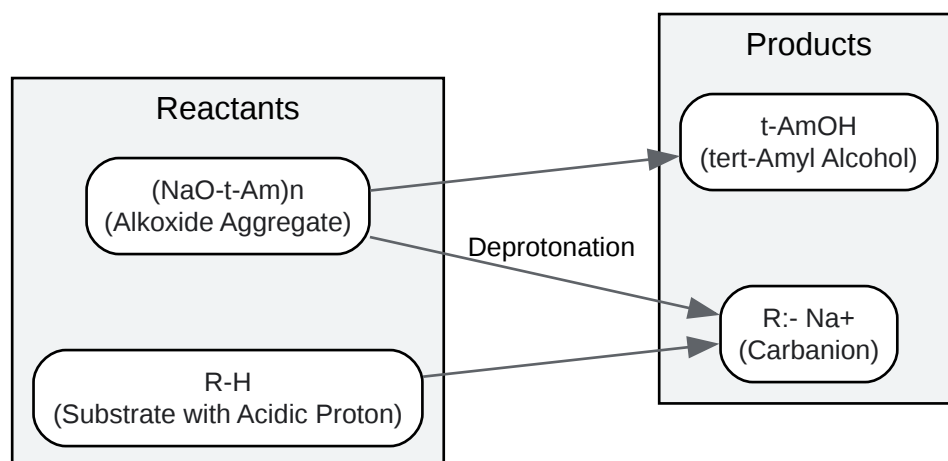 Reactants
(NaO-t-Am)n
(Alkoxide Aggregate)
R-H
(Substrate with Acidic Proton)
Deprotonation
Products
t-AmOH
(tert-Amyl Alcohol)
R:- Na+
(Carbanion)